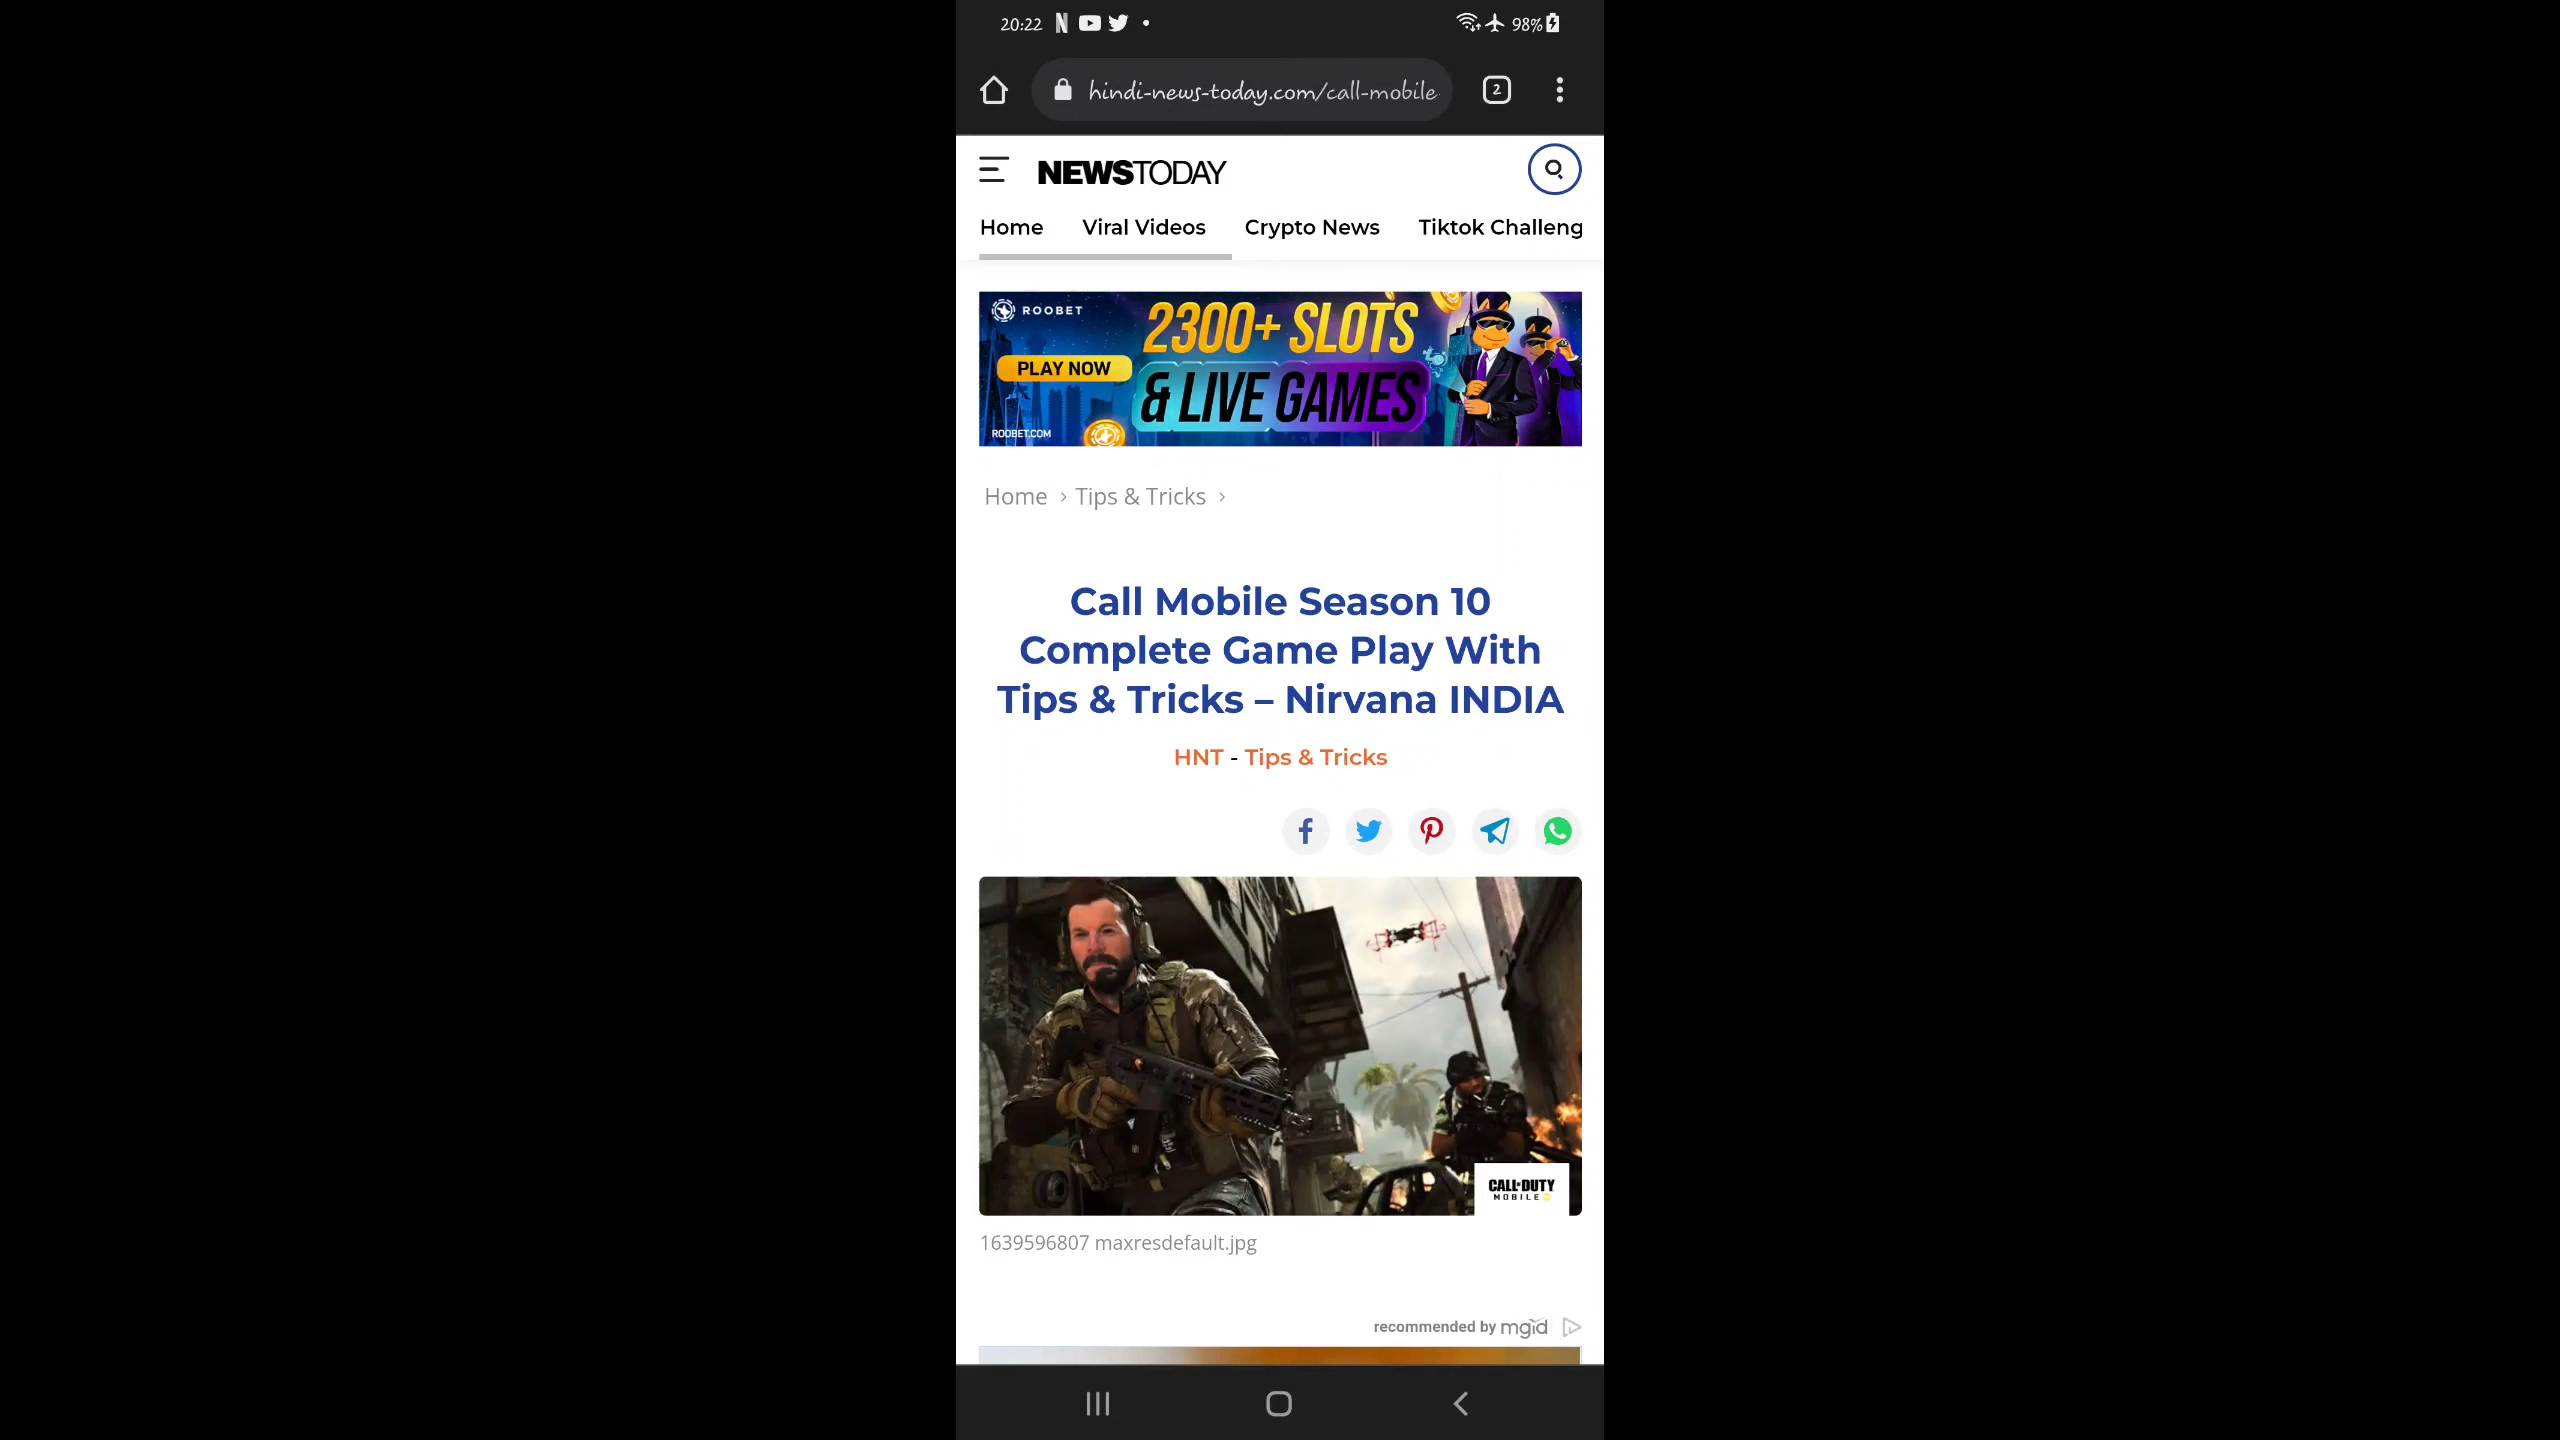 20:22
98%
hindi-news-today.com/call-mobile
2
NEWSTODAY
Home Viral Videos Crypto News Tiktok Challeng
ROOBET
2300+ SLOTS
PLAY NOW
& LIVE GAMES
ROOBET.COM
Home > Tips & Tricks >
Call Mobile Season 10
Complete Game Play With
Tips & Tricks – Nirvana INDIA
HNT - Tips & Tricks
CALL OF DUTY
MOBILE
1639596807 maxresdefault.jpg
recommended by mgid